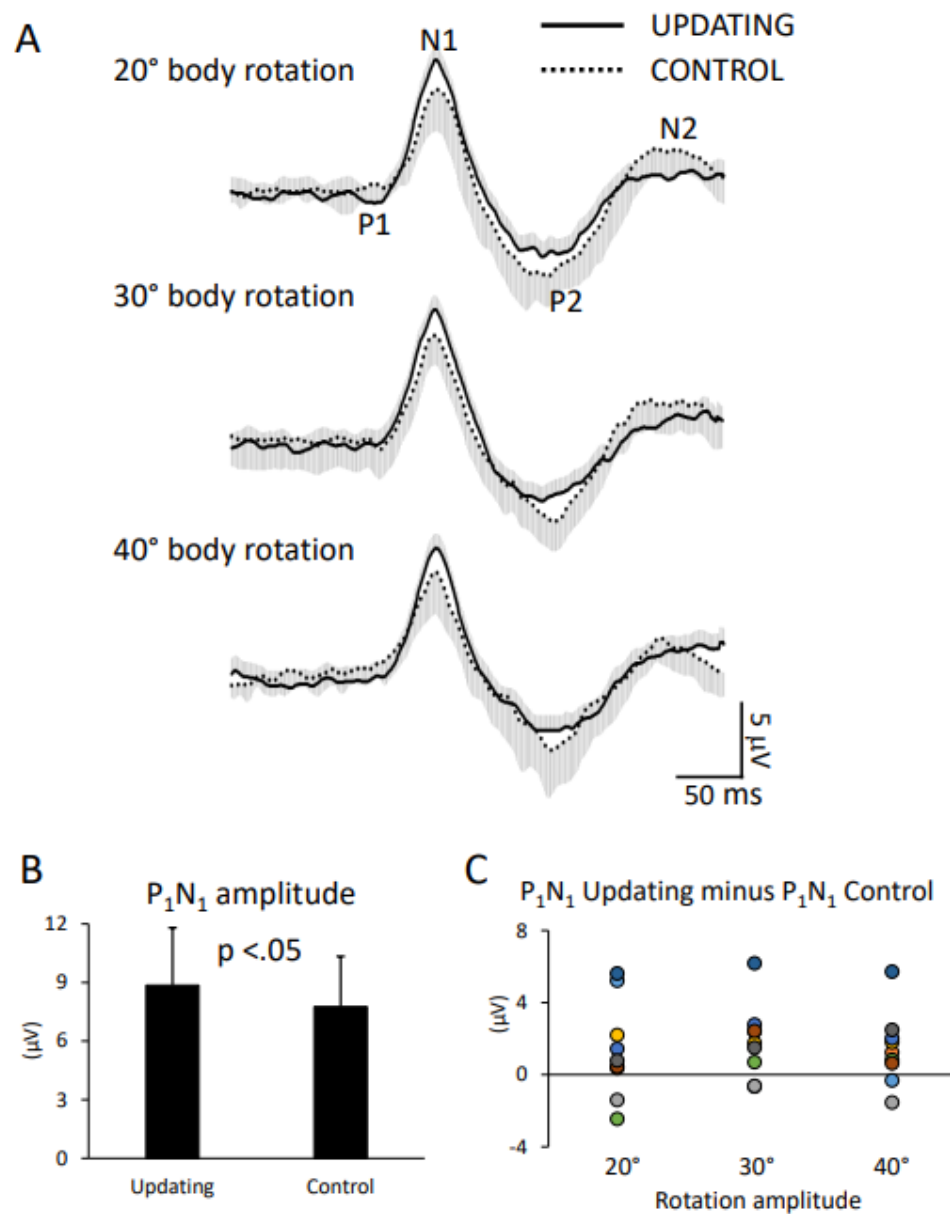 A
N1
UPDATING
20° body rotation
CONTROL
N2
P1
30° body rotation
P2
40° body rotation
5 µV
50 ms
B
C
P₁N₁ amplitude
P₁N₁ Updating minus P₁N₁ Control
12
p <.05
9
(µV)
6
3
0
Updating
Control
8
4
(µV)
0
-4
20°
30°
40°
Rotation amplitude